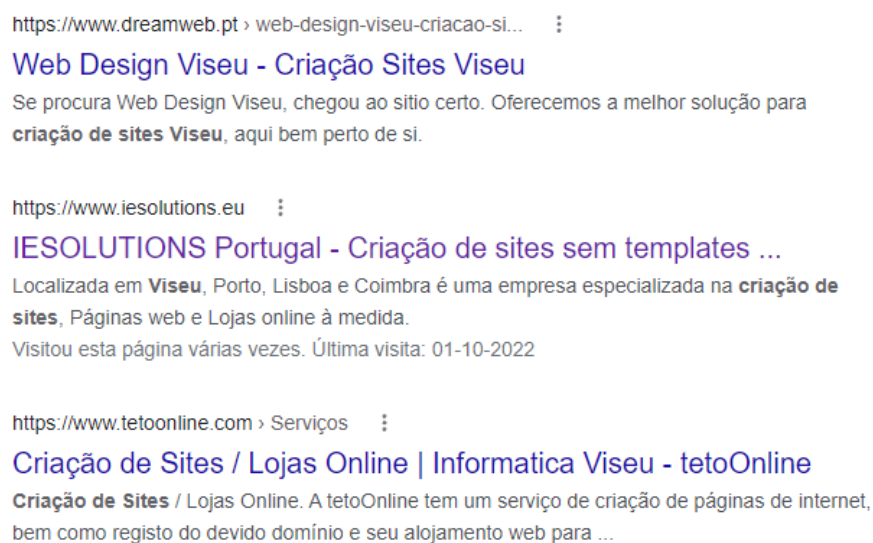 https://www.dreamweb.pt › web-design-viseu-criacao-si...
Web Design Viseu - Criação Sites Viseu
Se procura Web Design Viseu, chegou ao sitio certo. Oferecemos a melhor solução para
criação de sites Viseu, aqui bem perto de si.
https://www.iesolutions.eu
IESOLUTIONS Portugal - Criação de sites sem templates ...
Localizada em Viseu, Porto, Lisboa e Coimbra é uma empresa especializada na criação de
sites, Páginas web e Lojas online à medida.
Visitou esta página várias vezes. Última visita: 01-10-2022
https://www.tetoonline.com › Serviços
Criação de Sites / Lojas Online | Informatica Viseu - tetoOnline
Criação de Sites / Lojas Online. A tetoOnline tem um serviço de criação de páginas de internet,
bem como registo do devido domínio e seu alojamento web para ...